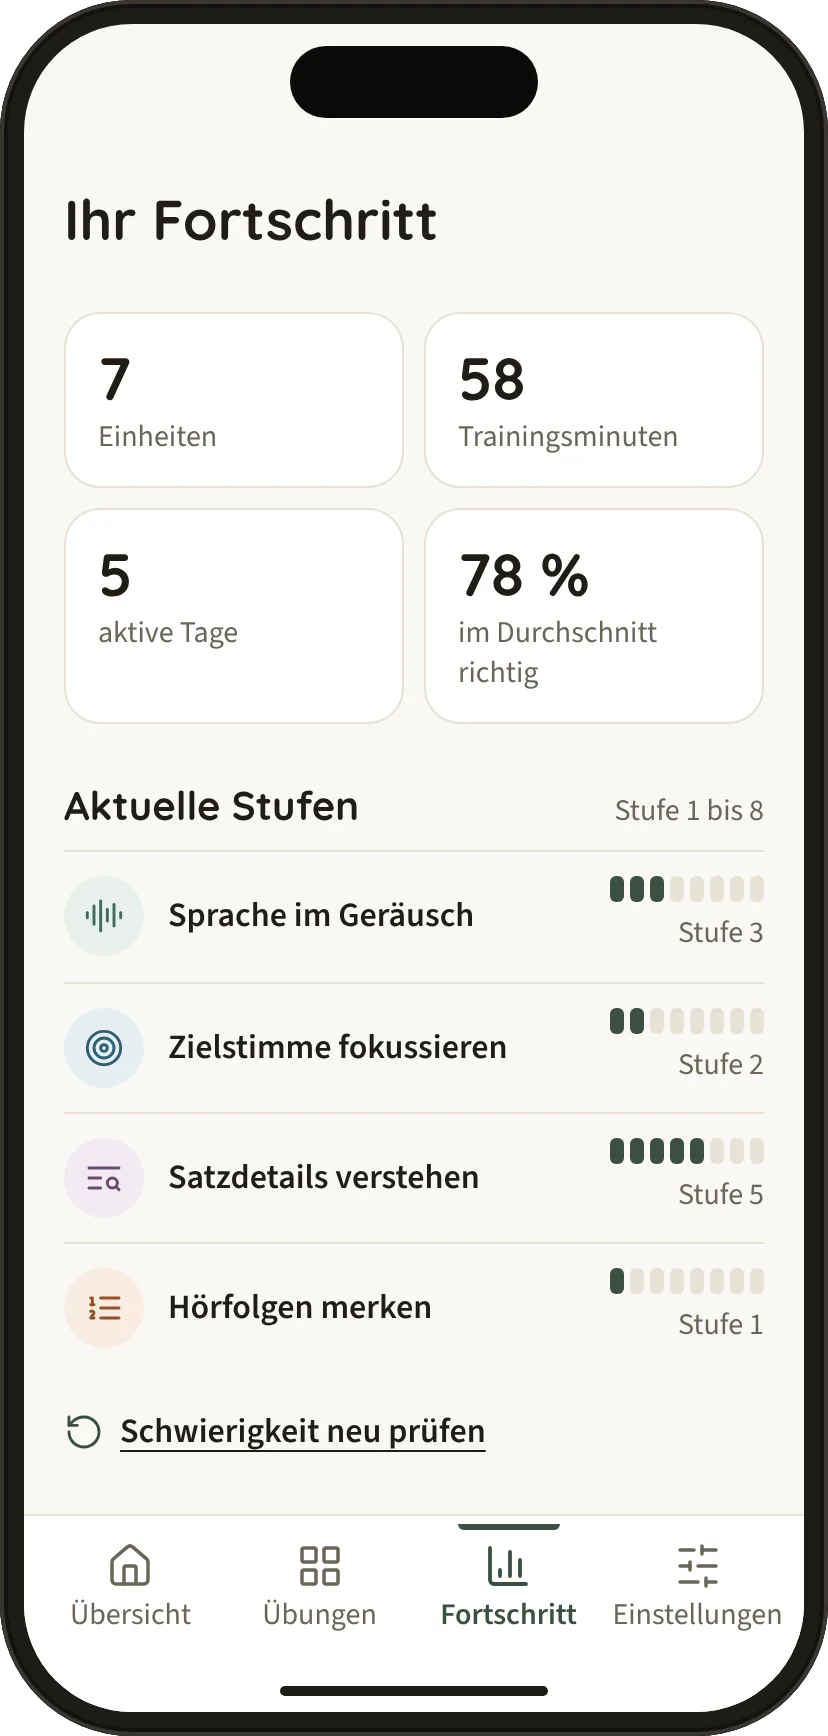 Ihr Fortschritt
7
Einheiten
58
Trainingsminuten
5
aktive Tage
78 %
im Durchschnitt
richtig
Aktuelle Stufen
Stufe 1 bis 8
Sprache im Geräusch
Stufe 3
Zielstimme fokussieren
Stufe 2
Satzdetails verstehen
Stufe 5
Hörfolgen merken
Stufe 1
Schwierigkeit neu prüfen
Übersicht
Übungen
Fortschritt
Einstellungen